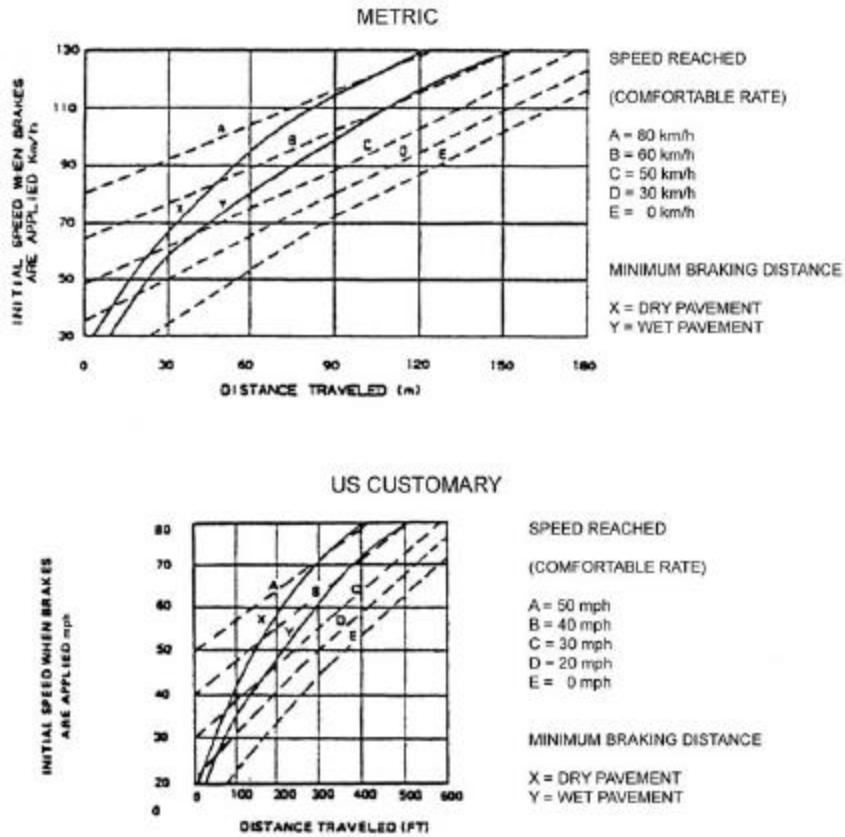 METRIC
INITIAL SPEED WHEN BRAKES
ARE APPLIED Km/h
130
110
90
70
50
30
A
B
C
D
E
X
Y
0
30
60
90
120
150
180
DISTANCE TRAVELED (m)
SPEED REACHED
(COMFORTABLE RATE)
A = 80 km/h
B = 60 km/h
C = 50 km/h
D = 30 km/h
E = 0 km/h
MINIMUM BRAKING DISTANCE
X = DRY PAVEMENT
Y = WET PAVEMENT
US CUSTOMARY
INITIAL SPEED WHEN BRAKES
ARE APPLIED mph
80
70
60
50
40
30
20
0
A
B
C
D
E
X
Y
0
100
200
300
400
500
600
DISTANCE TRAVELED (FT)
SPEED REACHED
(COMFORTABLE RATE)
A = 50 mph
B = 40 mph
C = 30 mph
D = 20 mph
E = 0 mph
MINIMUM BRAKING DISTANCE
X = DRY PAVEMENT
Y = WET PAVEMENT